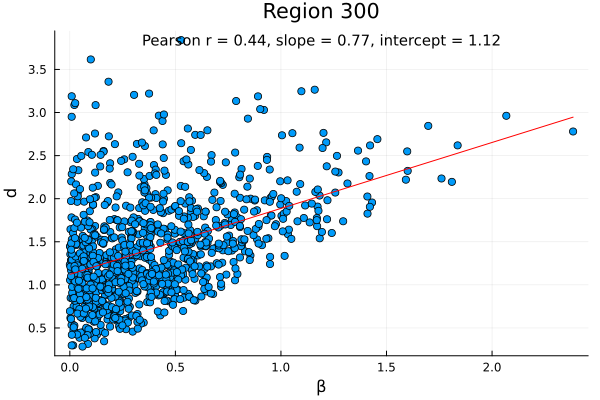 Region 300
Pearson r = 0.44, slope = 0.77, intercept = 1.12
3.5
3.0
2.5
2.0
1.5
1.0
0.5
d
0.0 0.5 1.0 1.5 2.0
β